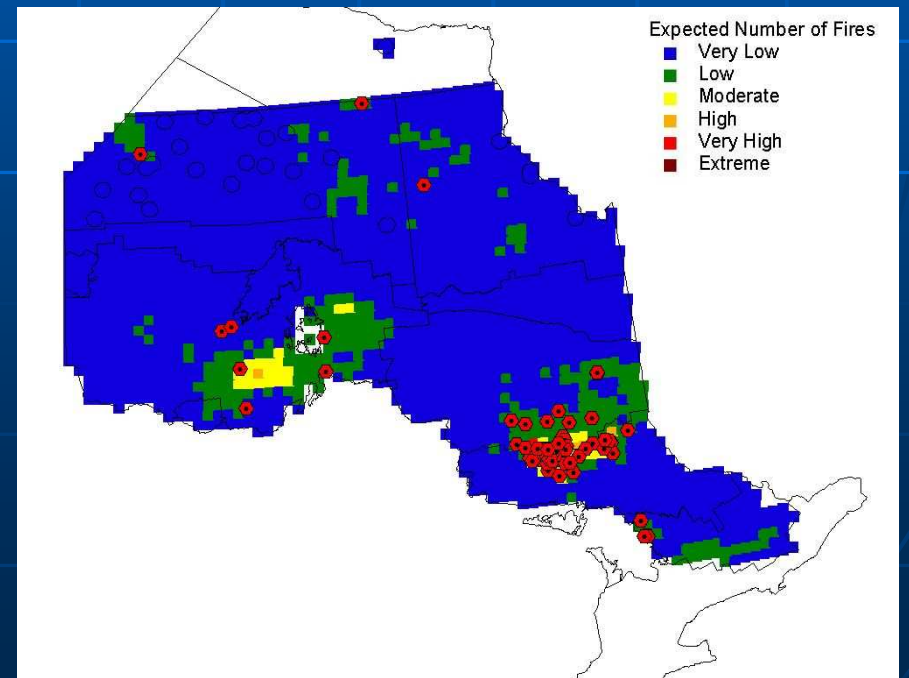 Expected Number of Fires
Very Low
Low
Moderate
High
Very High
Extreme